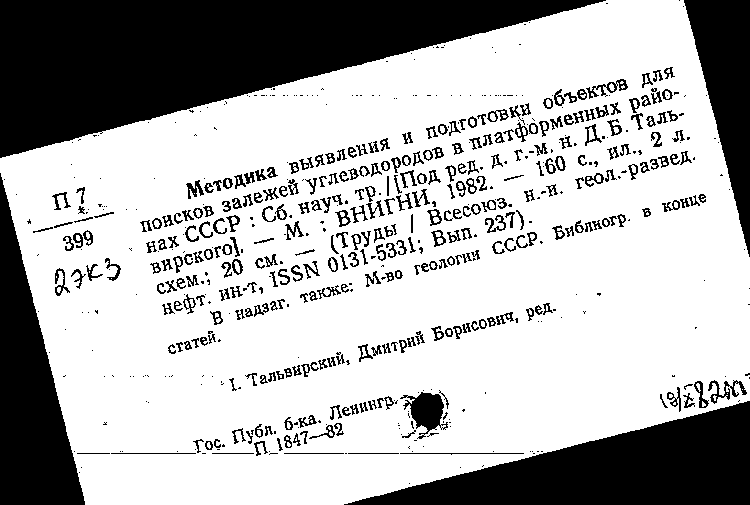 П 7
399
2экз
Методика выявления и подготовки объектов для
поисков залежей углеводородов в платформенных райо-
нах СССР : Сб. науч. тр. / [Под ред. д. г.-м. н. Д. Б. Таль-
вирского]. — М. : ВНИГНИ, 1982. — 160 с., ил., 2 л.
схем.; 20 см. — (Труды / Всесоюз. н.-и. геол.-развед.
нефт. ин-т, ISSN 0131-5331; Вып. 237).
В надзаг. также: М-во геологии СССР. Библиогр. в конце
статей.
I. Тальвирский, Дмитрий Борисович, ред.
Гос. Публ. б-ка. Ленингр.
П 1847—82